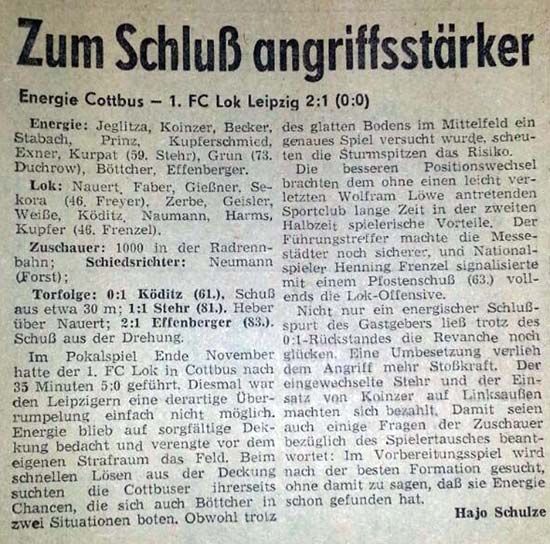 Zum Schluß angriffsstärker
Energie Cottbus — 1. FC Lok Leipzig 2:1 (0:0)
Energie: Jeglitza, Koinzer, Becker,
Stabach, Prinz, Kupferschmied,
Exner, Kurpat (59. Stehr), Grun (73.
Duchrow), Böttcher, Effenberger.
Lok: Nauert, Faber, Gießner, Se-
kora (46. Freyer), Zerbe, Geisler,
Weiße, Köditz, Naumann, Harms,
Kupfer (46. Frenzel).
Zuschauer: 1000 in der Radrenn-
bahn; Schiedsrichter: Neumann
(Forst);
Torfolge: 0:1 Köditz (61.), Schuß
aus etwa 30 m; 1:1 Stehr (81.). Heber
über Nauert; 2:1 Effenberger (83.).
Schuß aus der Drehung.
Im Pokalspiel Ende November
hatte der 1. FC Lok in Cottbus nach
35 Minuten 5:0 geführt. Diesmal war
den Leipzigern eine derartige Über-
rumpelung einfach nicht möglich.
Energie blieb auf sorgfältige Dek-
kung bedacht und verengte vor dem
eigenen Strafraum das Feld. Beim
schnellen Lösen aus der Deckung
suchten die Cottbuser ihrerseits
Chancen, die sich auch Böttcher in
zwei Situationen boten. Obwohl trotz
des glatten Bodens im Mittelfeld ein
genaues Spiel versucht wurde, scheu-
ten die Sturmspitzen das Risiko.
Die besseren Positionswechsel
brachten dem ohne einen leicht ver-
letzten Wolfram Löwe antretenden
Sportclub lange Zeit in der zweiten
Halbzeit spielerische Vorteile. Der
Führungstreffer machte die Messe-
städter noch sicherer, und National-
spieler Henning Frenzel signalisierte
mit einem Pfostenschuß (63.) voll-
ends die Lok-Offensive.
Nicht nur ein energischer Schluß-
spurt des Gastgebers ließ trotz des
0:1-Rückstandes die Revanche noch
glücken. Eine Umbesetzung verlieh
dem Angriff mehr Stoßkraft. Der
eingewechselte Stehr und der Ein-
satz von Koinzer auf Linksaußen
machten sich bezahlt. Damit seien
auch einige Fragen der Zuschauer
bezüglich des Spielertausches beant-
wortet: Im Vorbereitungsspiel wird
nach der besten Formation gesucht,
ohne damit zu sagen, daß sie Energie
schon gefunden hat.
Hajo Schulze